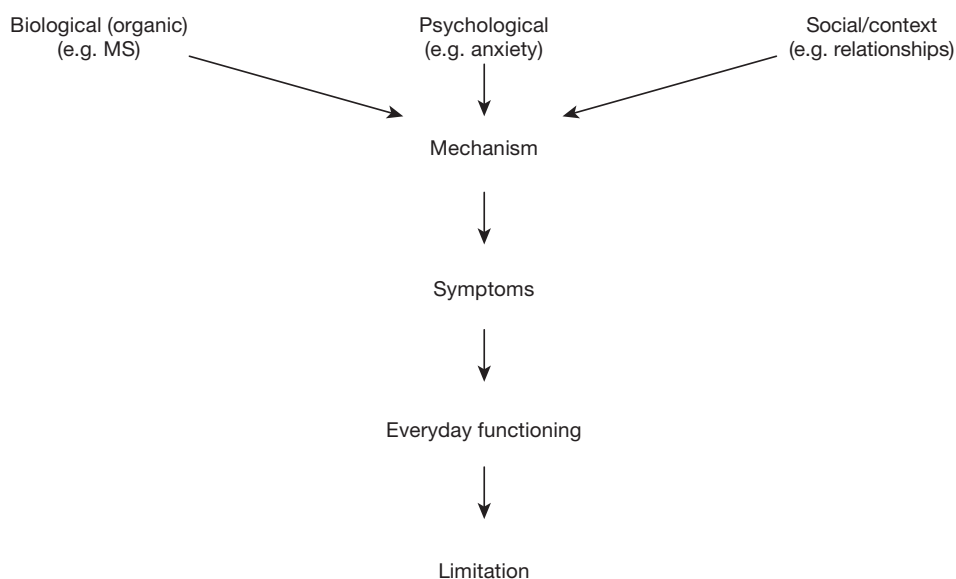 Biological (organic)
(e.g. MS)
Psychological
(e.g. anxiety)
Social/context
(e.g. relationships)
Mechanism
Symptoms
Everyday functioning
Limitation